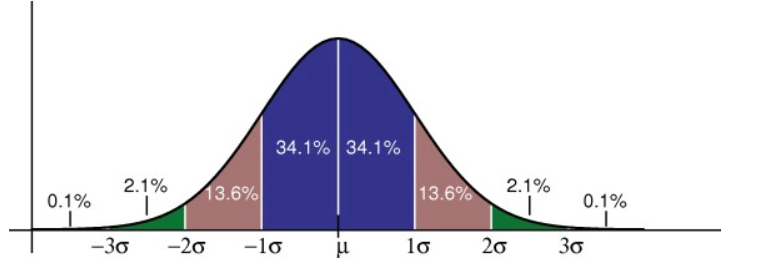 34.1% 34.1%
0.1% 2.1% 13.6% 13.6% 2.1% 0.1%
−3σ −2σ −1σ μ 1σ 2σ 3σ